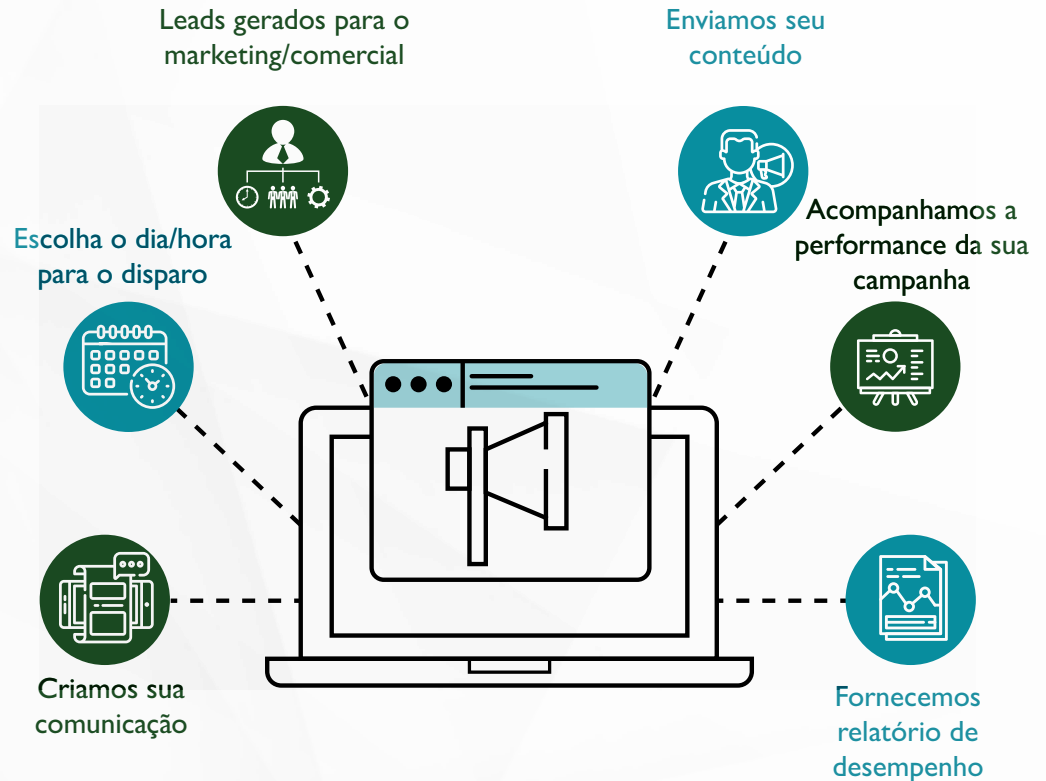 Leads gerados para o
marketing/comercial
Enviamos seu
conteúdo
Escolha o dia/hora
para o disparo
Acompanhamos a
performance da sua
campanha
Criamos sua
comunicação
Fornecemos
relatório de
desempenho